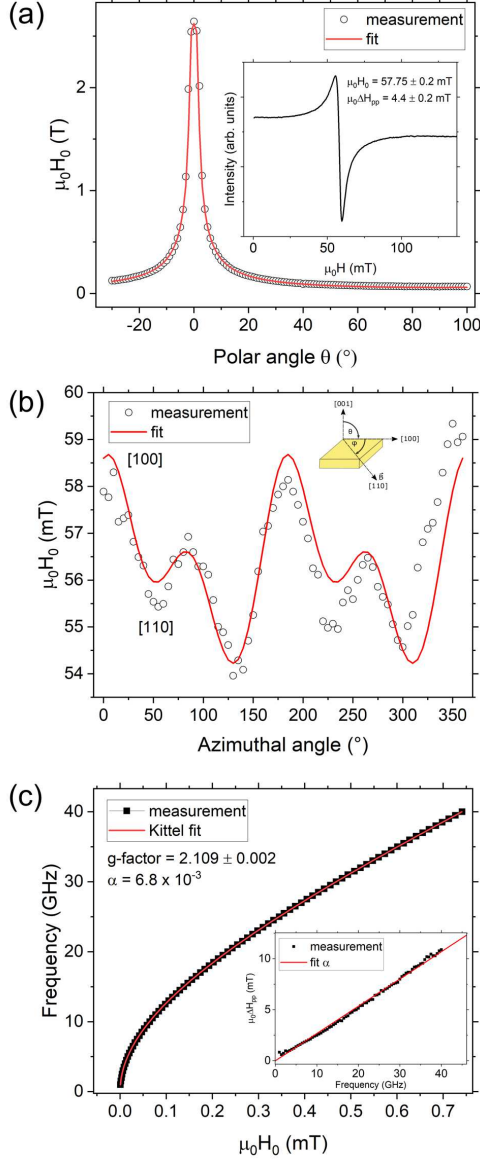 (a)
measurement
fit
μ₀H₀ = 57.75 ± 0.2 mT
μ₀ΔHpp = 4.4 ± 0.2 mT
Intensity (arb. units)
0 50 100
μ₀H (mT)
μ₀H₀ (T)
2
1
0
-20 0 20 40 60 80 100
Polar angle θ (°)
(b)
measurement
fit
[001]
θ
φ
[100]
B⃗
[110]
[100]
[110]
μ₀H₀ (mT)
60
59
58
57
56
55
54
0 50 100 150 200 250 300 350
Azimuthal angle (°)
(c)
measurement
Kittel fit
g-factor = 2.109 ± 0.002
α = 6.8 x 10⁻³
measurement
fit α
μ₀ΔHpp (mT)
10
5
0
0 10 20 30 40
Frequency (GHz)
Frequency (GHz)
40
30
20
10
0
0.0 0.1 0.2 0.3 0.4 0.5 0.6 0.7
μ₀H₀ (mT)